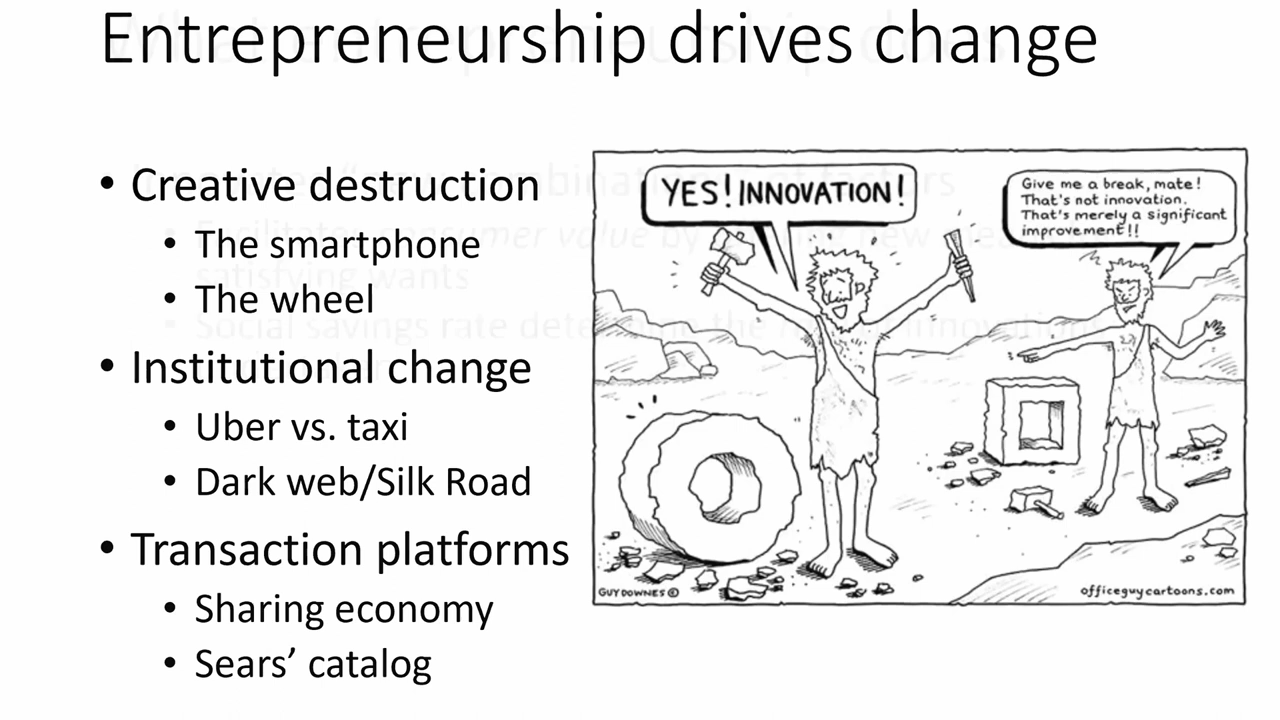 Entrepreneurship drives change
• Creative destruction
• The smartphone
• The wheel
• Institutional change
• Uber vs. taxi
• Dark web/Silk Road
• Transaction platforms
• Sharing economy
• Sears’ catalog
YES! INNOVATION!
Give me a break, mate!
That's not innovation.
That's merely a significant
improvement!!
GUY DOWNES ©
officeguycartoons.com